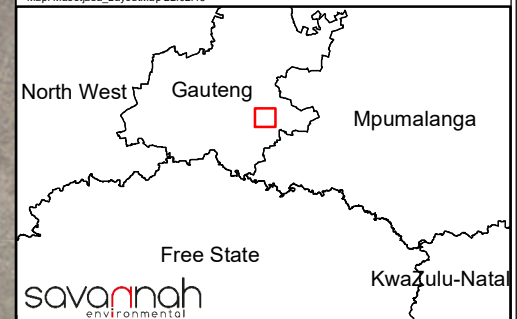 North West
Gauteng
Mpumalanga
Free State
KwaZulu-Natal
savannah
environmental